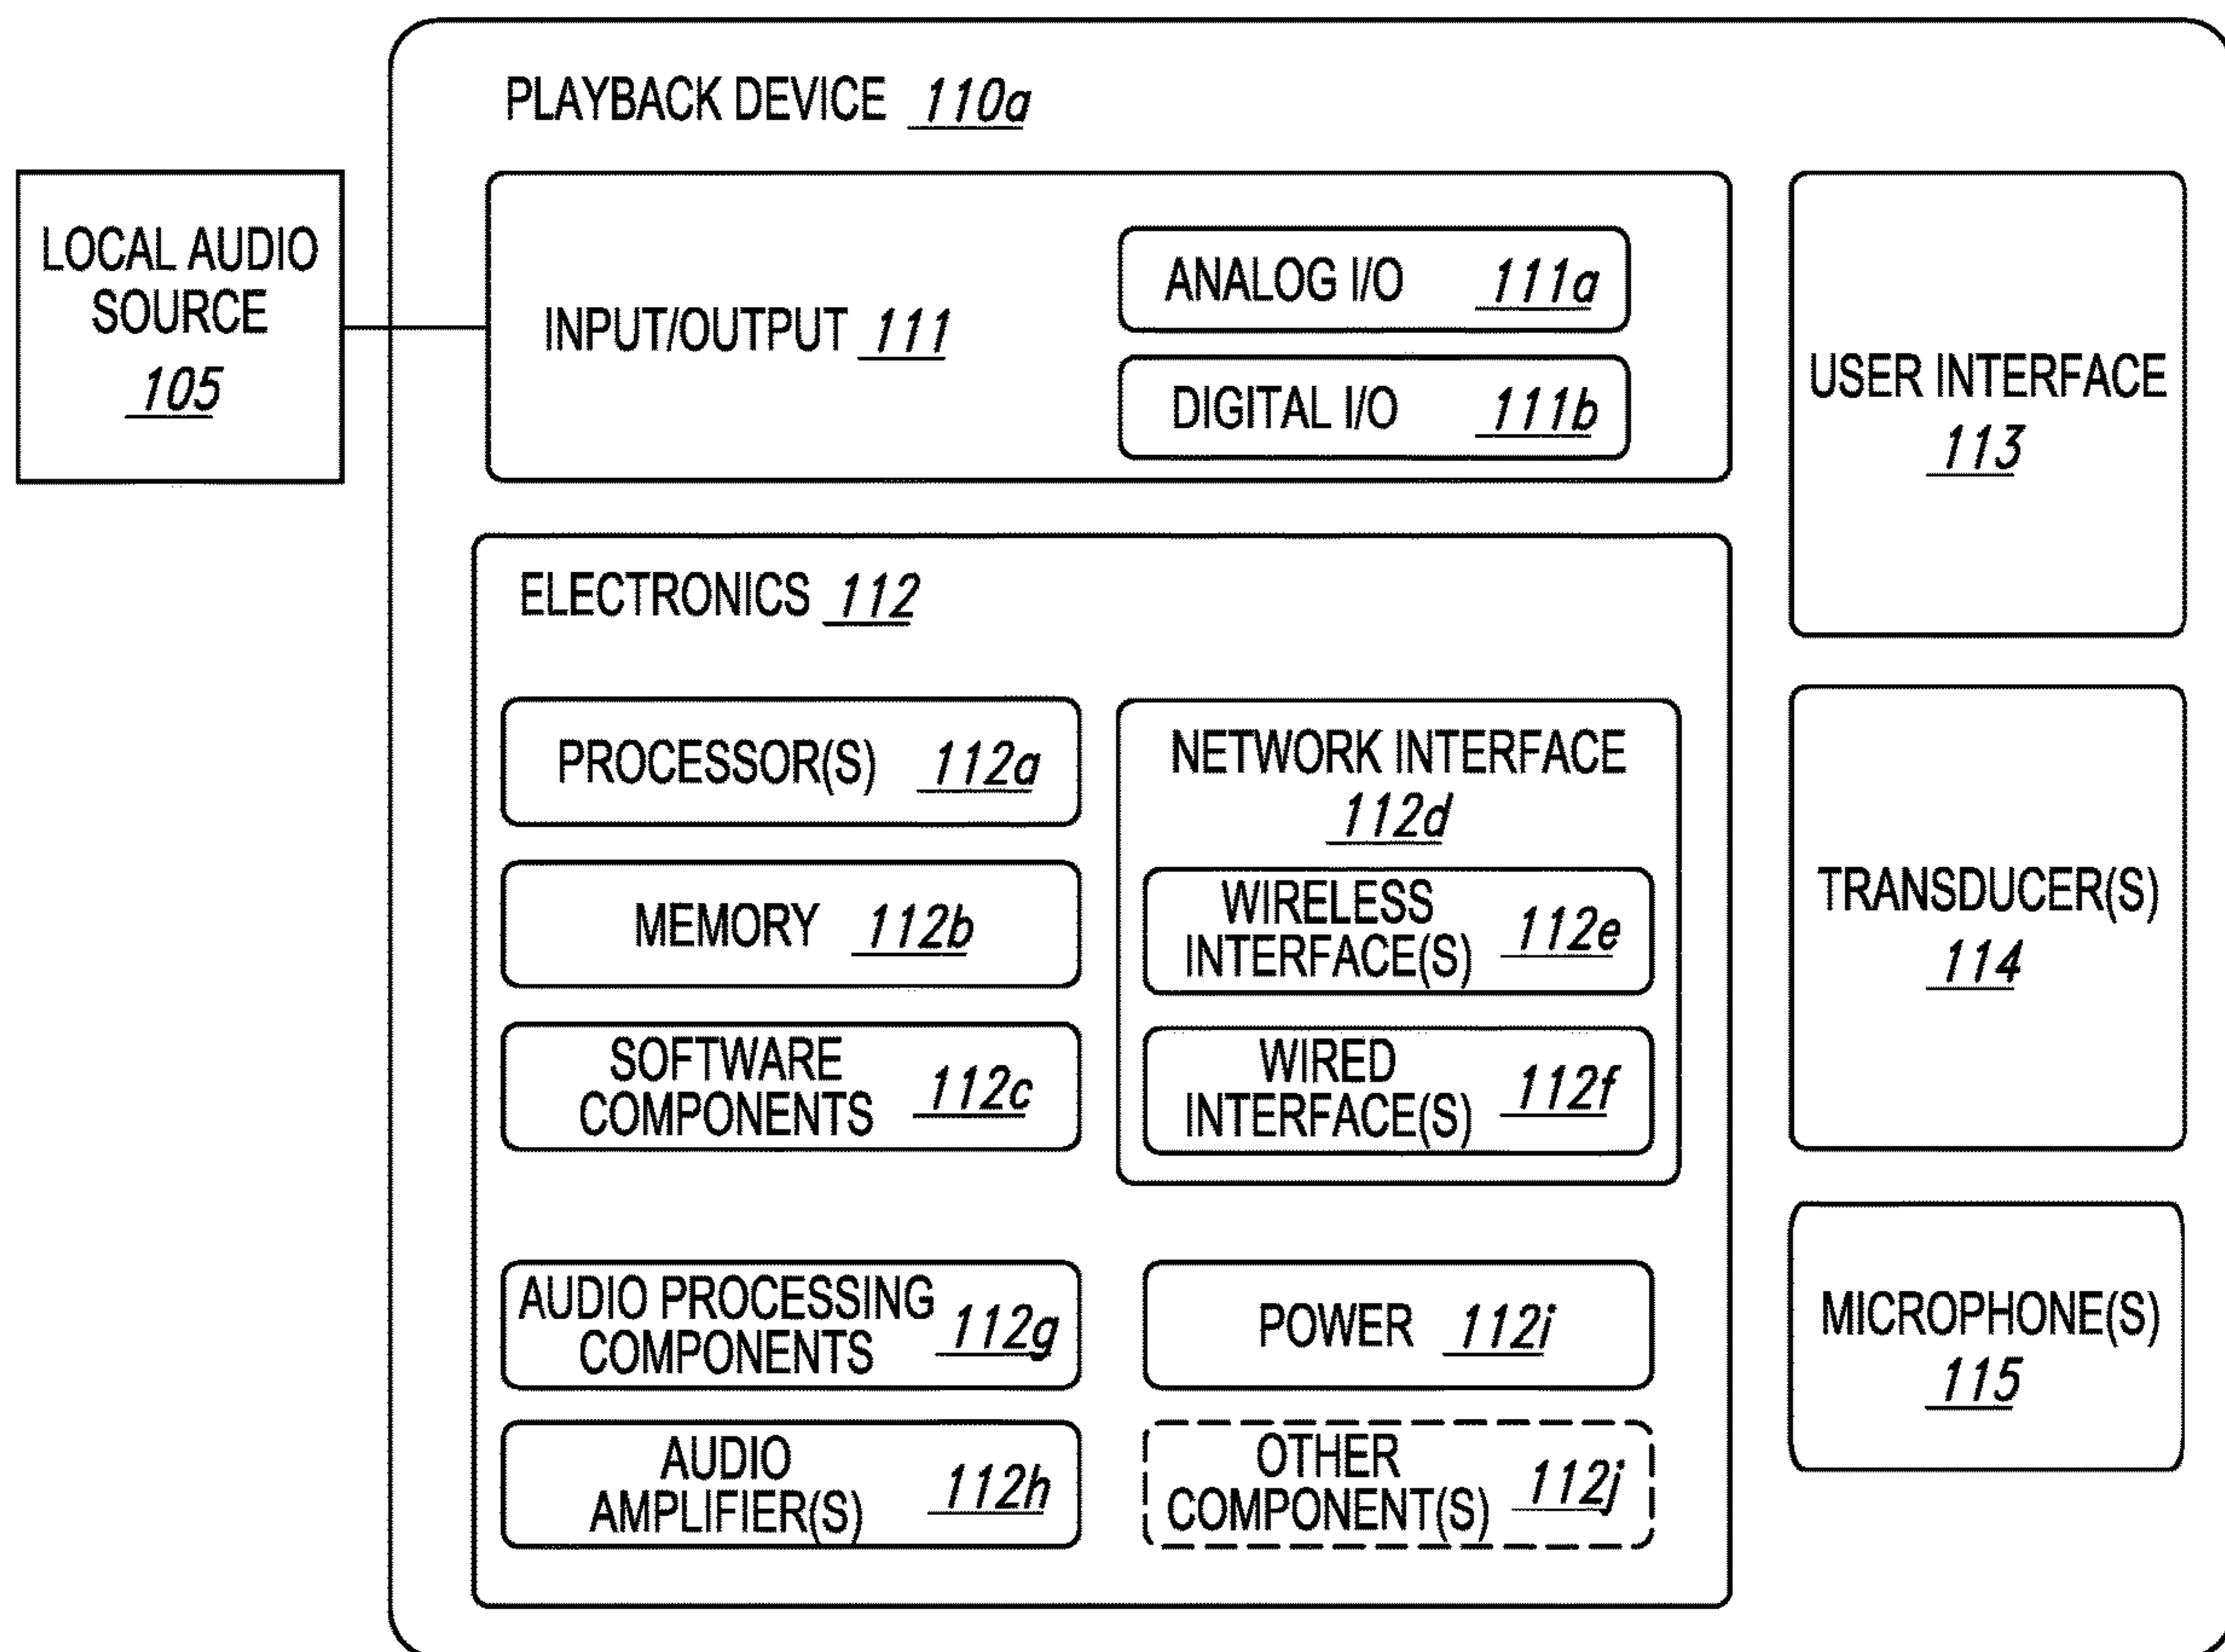 PLAYBACK DEVICE 110a
LOCAL AUDIO
SOURCE
105
INPUT/OUTPUT 111
ANALOG I/O 111a
DIGITAL I/O 111b
USER INTERFACE
113
ELECTRONICS 112
PROCESSOR(S) 112a
MEMORY 112b
SOFTWARE
COMPONENTS 112c
NETWORK INTERFACE
112d
WIRELESS
INTERFACE(S) 112e
WIRED
INTERFACE(S) 112f
AUDIO PROCESSING
COMPONENTS 112g
AUDIO
AMPLIFIER(S) 112h
POWER 112i
OTHER
COMPONENT(S) 112j
TRANSDUCER(S)
114
MICROPHONE(S)
115